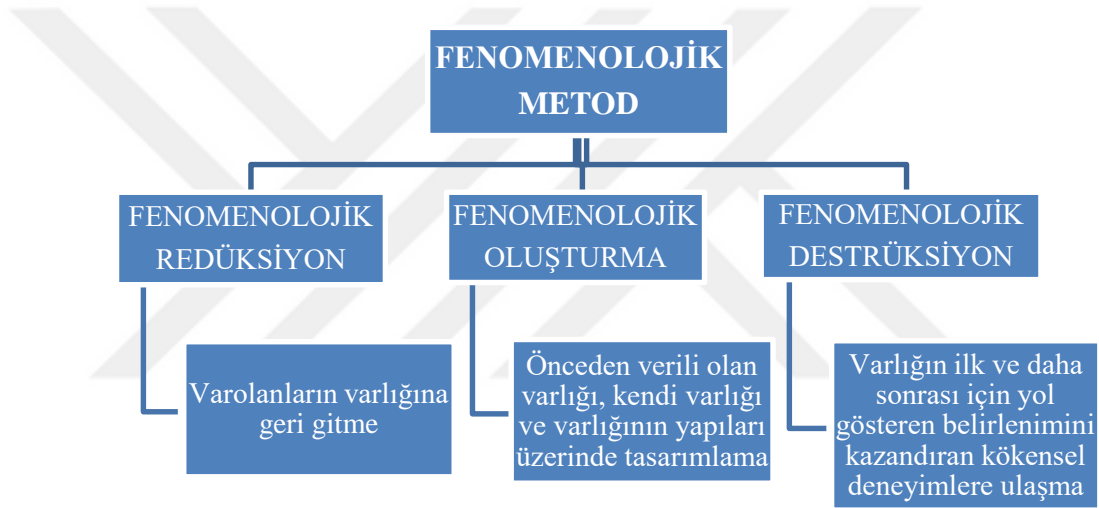 FENOMENOLOJİK
METOD
FENOMENOLOJİK
REDÜKSİYON
FENOMENOLOJİK
OLUŞTURMA
FENOMENOLOJİK
DESTRÜKSİYON
Varolanların varlığına
geri gitme
Önceden verili olan
varlığı, kendi varlığı
ve varlığının yapıları
üzerinde tasarımlama
Varlığın ilk ve daha
sonrası için yol
gösteren belirlenimini
kazandıran kökensel
deneyimlere ulaşma